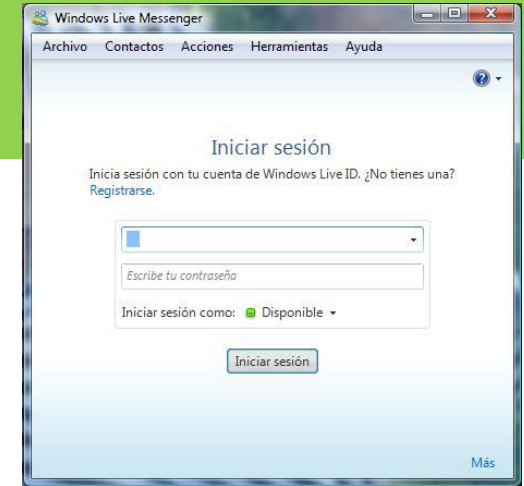 Windows Live Messenger
Archivo Contactos Acciones Herramientas Ayuda
Iniciar sesión
Inicia sesión con tu cuenta de Windows Live ID. ¿No tienes una?
Registrarse.
Escribe tu contraseña
Iniciar sesión como: Disponible
Iniciar sesión
Más